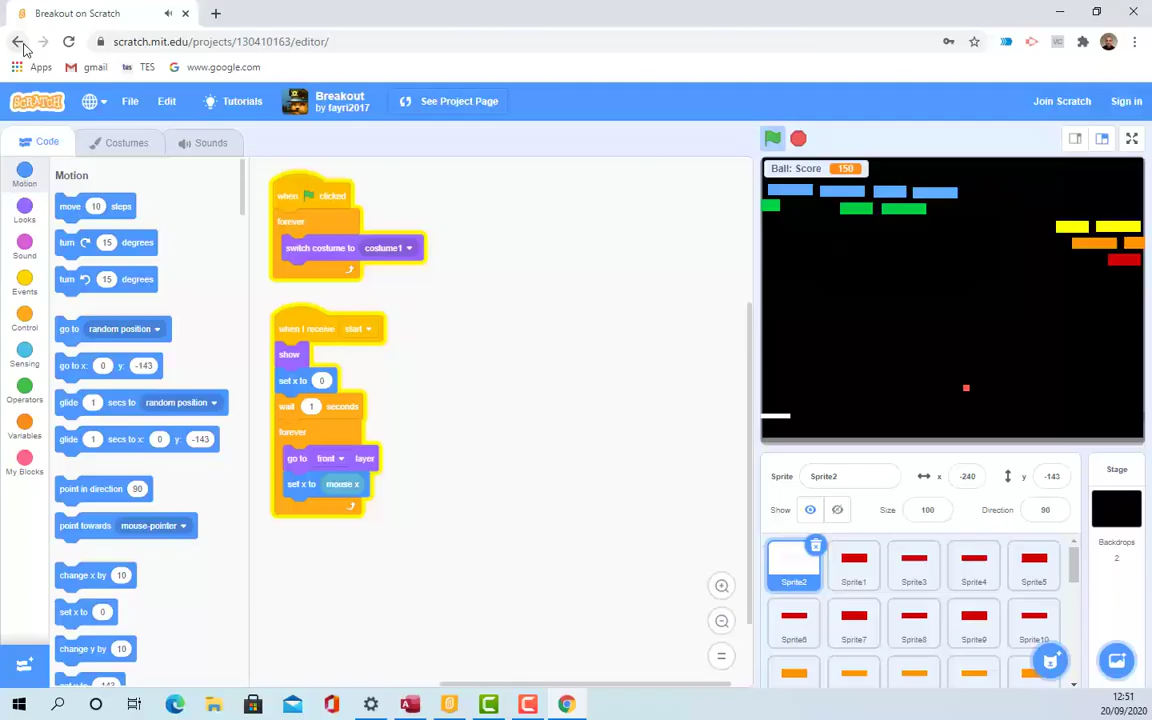 Breakout on Scratch
scratch.mit.edu/projects/130410163/editor/
Apps
gmail
tes
TES
www.google.com
SCRATCH
File
Edit
Tutorials
Breakout
by fayri2017
See Project Page
Join Scratch
Sign in
Code
Costumes
Sounds
Motion
Looks
Sound
Events
Control
Sensing
Operators
Variables
My Blocks
Motion
move 10 steps
turn 15 degrees
turn 15 degrees
go to random position
go to x: 0 y: -143
glide 1 secs to random position
glide 1 secs to x: 0 y: -143
point in direction 90
point towards mouse-pointer
change x by 10
set x to 0
change y by 10
when clicked
forever
switch costume to costume1
when I receive start
show
set x to 0
wait 1 seconds
forever
go to front layer
set x to mouse x
Ball: Score 150
Sprite Sprite2 x -240 y -143
Show Size 100 Direction 90
Sprite2
Sprite1
Sprite3
Sprite4
Sprite5
Sprite6
Sprite7
Sprite8
Sprite9
Sprite10
Stage
Backdrops
2
12:51
20/09/2020